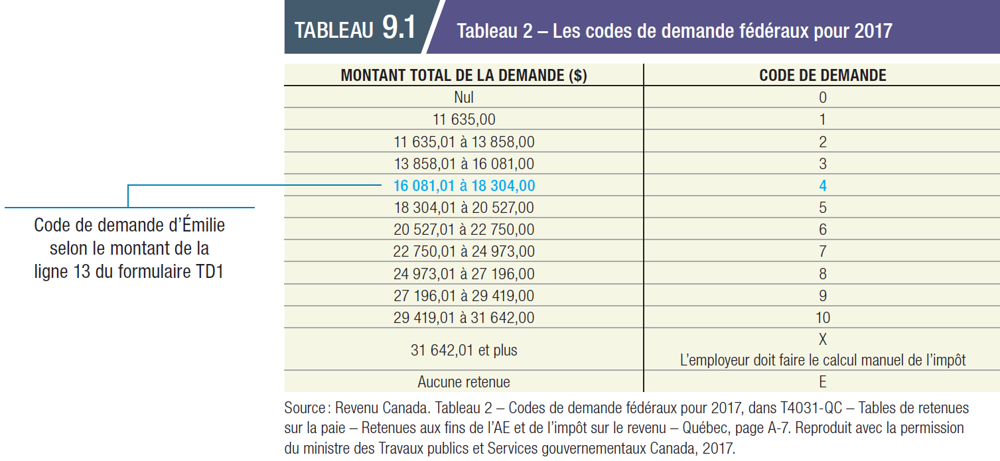 TABLEAU 9.1 Tableau 2 – Les codes de demande fédéraux pour 2017
MONTANT TOTAL DE LA DEMANDE ($) CODE DE DEMANDE
Nul 0
11 635,00 1
11 635,01 à 13 858,00 2
13 858,01 à 16 081,00 3
16 081,01 à 18 304,00 4
18 304,01 à 20 527,00 5
20 527,01 à 22 750,00 6
22 750,01 à 24 973,00 7
24 973,01 à 27 196,00 8
27 196,01 à 29 419,00 9
29 419,01 à 31 642,00 10
31 642,01 et plus X
L’employeur doit faire le calcul manuel de l’impôt
Aucune retenue E
Code de demande d’Émilie
selon le montant de la
ligne 13 du formulaire TD1
Source : Revenu Canada. Tableau 2 – Codes de demande fédéraux pour 2017, dans T4031-QC – Tables de retenues
sur la paie – Retenues aux fins de l’AE et de l’impôt sur le revenu – Québec, page A-7. Reproduit avec la permission
du ministre des Travaux publics et Services gouvernementaux Canada, 2017.